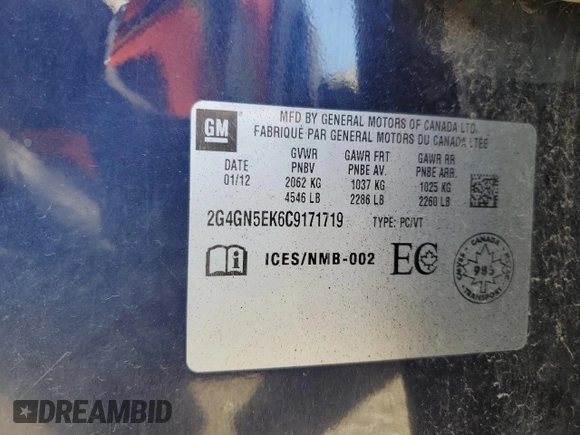 GM
MFD BY GENERAL MOTORS OF CANADA LTD.
FABRIQUÉ PAR GENERAL MOTORS DU CANADA LTÉE
DATE GVWR GAWR FRT GAWR RR
PNBV PNBE AV. PNBE ARR.
01/12 2062 KG 1037 KG 1025 KG
4546 LB 2286 LB 2260 LB
2G4GN5EK6C9171719 TYPE: PC/VT
i ICES/NMB-002 EC
CANADA
TRANSPORT
DREAMBID